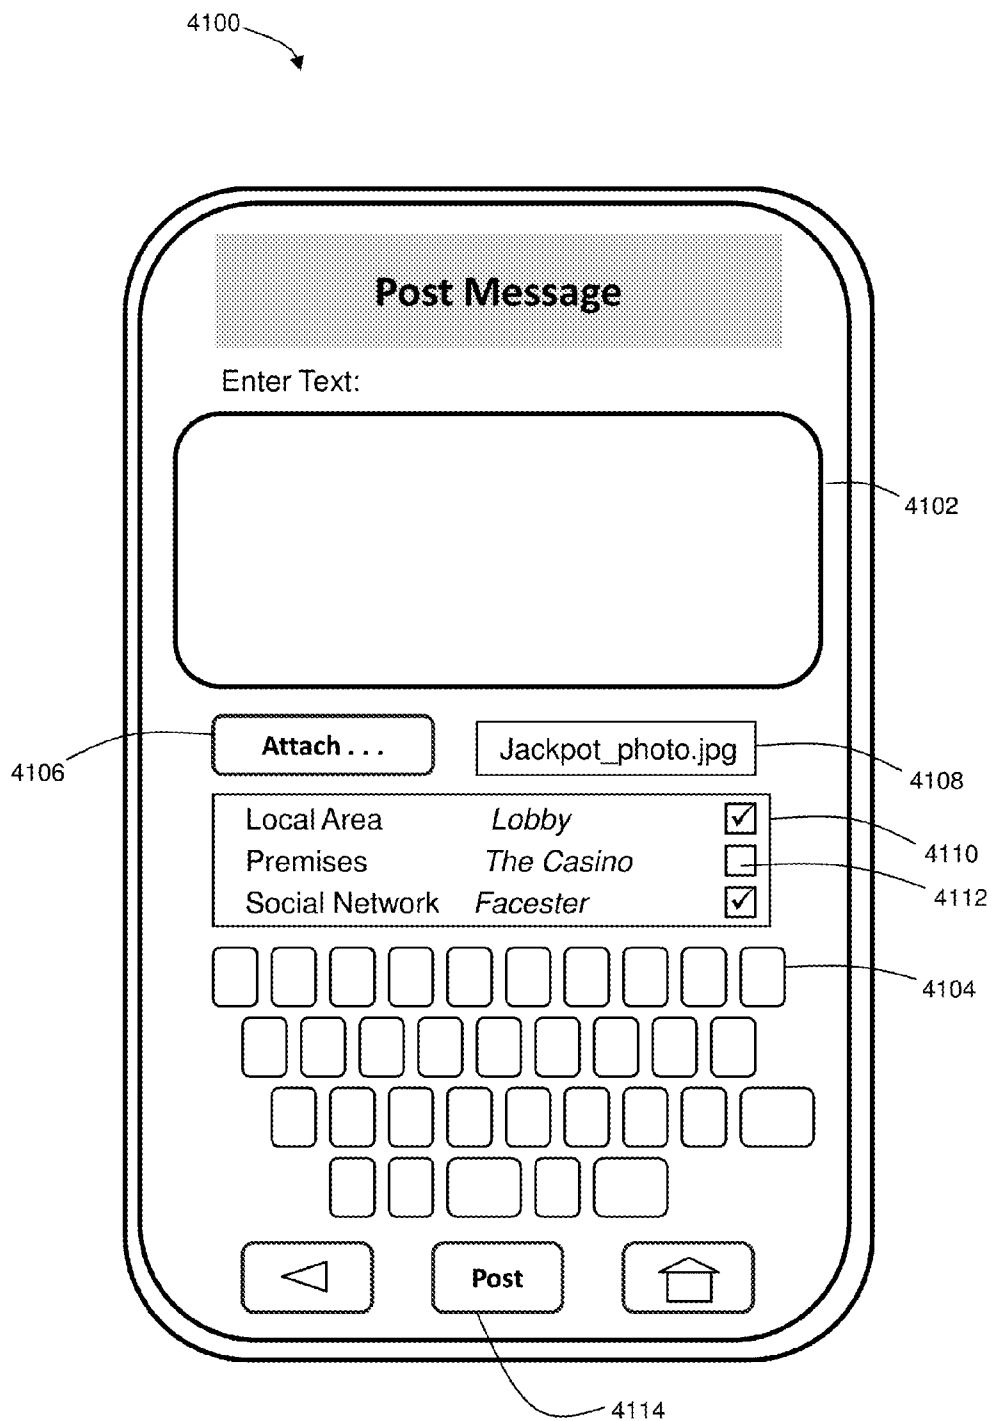 4100
Post Message
Enter Text:
4102
Attach . . .
Jackpot_photo.jpg
4106
4108
Local Area Lobby
4110
Premises The Casino
4112
Social Network Facester
4104
Post
4114